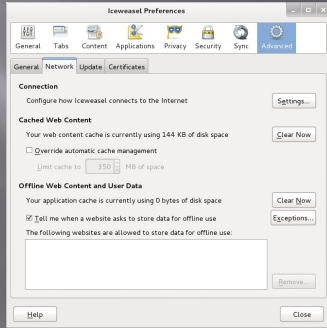 Iceweasel Preferences
General Tabs Content Applications Privacy Security Sync Advanced
General Network Update Certificates
Connection
Configure how Iceweasel connects to the Internet Settings...
Cached Web Content
Your web content cache is currently using 144 KB of disk space Clear Now
Override automatic cache management
Limit cache to 350 MB of space
Offline Web Content and User Data
Your application cache is currently using 0 bytes of disk space Clear Now
Tell me when a website asks to store data for offline use Exceptions...
The following websites are allowed to store data for offline use:
Remove...
Help Close